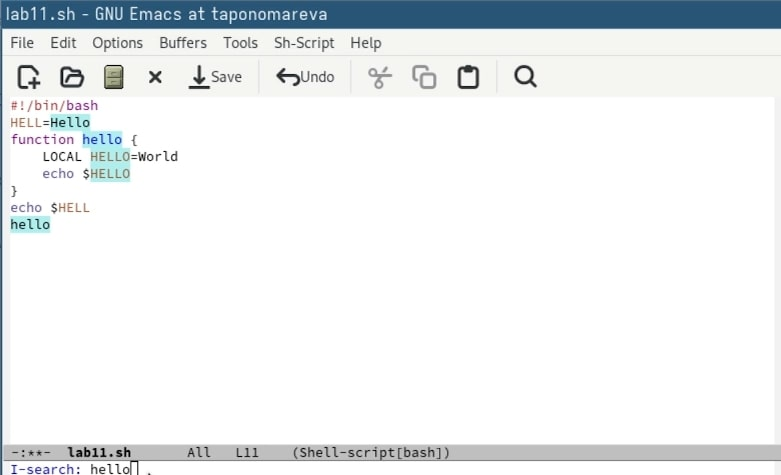 lab11.sh - GNU Emacs at taponomareva
File Edit Options Buffers Tools Sh-Script Help
Save Undo
#!/bin/bash
HELL=Hello
function hello {
    LOCAL HELLO=World
    echo $HELLO
}
echo $HELL
hello
-:**-  lab11.sh       All   L11    (Shell-script[bash])
I-search: hello